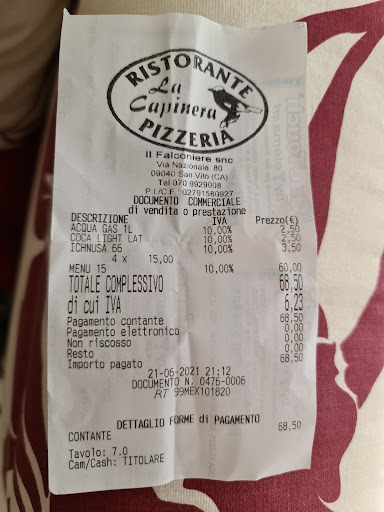 RISTORANTE
La
Capinera
PIZZERIA
Il Falconiere snc
Via Nazionale, 80
09040 San Vito (CA)
Tel 070 9929008
P.I/C.F.:02791580927
DOCUMENTO COMMERCIALE
di vendita o prestazione
DESCRIZIONE IVA Prezzo(€)
ACQUA GAS 1L 10,00% 2,50
COCA LIGHT LAT 10,00% 2,50
ICHNUSA 66 10,00% 3,50
4 x 15,00
MENU 15 10,00% 60,00
TOTALE COMPLESSIVO 68,50
di cui IVA 6,23
Pagamento contante 68,50
Pagamento elettronico 0,00
Non riscosso 0,00
Resto 0,00
Importo pagato 68,50
21-06-2021 21:12
DOCUMENTO N. 0476-0006
RT 99MEX101820
DETTAGLIO FORME di PAGAMENTO
CONTANTE 68,50
Tavolo: 7.0
Cam/Cash: TITOLARE